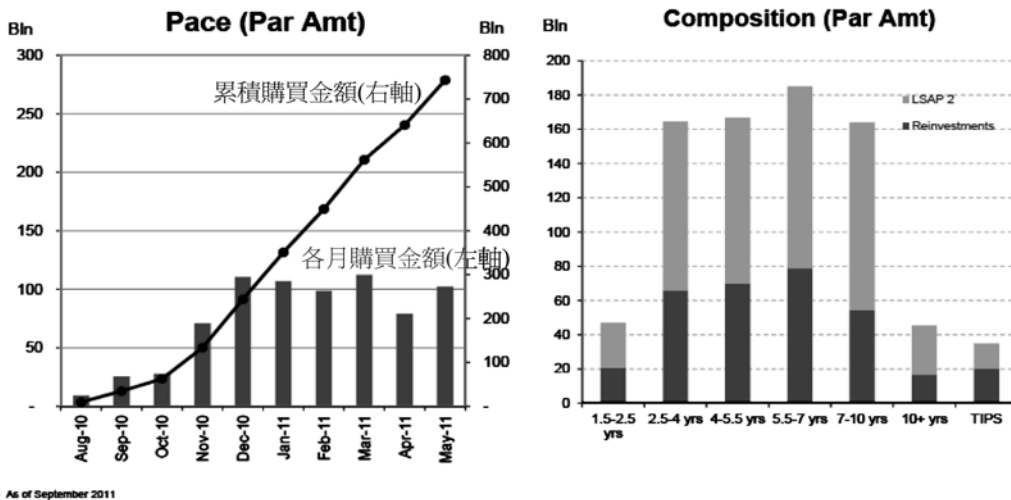 Bln
Pace (Par Amt)
300
250
200
150
100
50
-
800
700
600
500
400
300
200
100
-
累積購買金額(右軸)
各月購買金額(左軸)
Aug-10
Sep-10
Oct-10
Nov-10
Dec-10
Jan-11
Feb-11
Mar-11
Apr-11
May-11
Bln
As of September 2011
Composition (Par Amt)
Bln
200
180
160
140
120
100
80
60
40
20
0
LSAP 2
Reinvestments
1.5-2.5 yrs
2.5-4 yrs
4-5.5 yrs
5.5-7 yrs
7-10 yrs
10+ yrs
TIPS